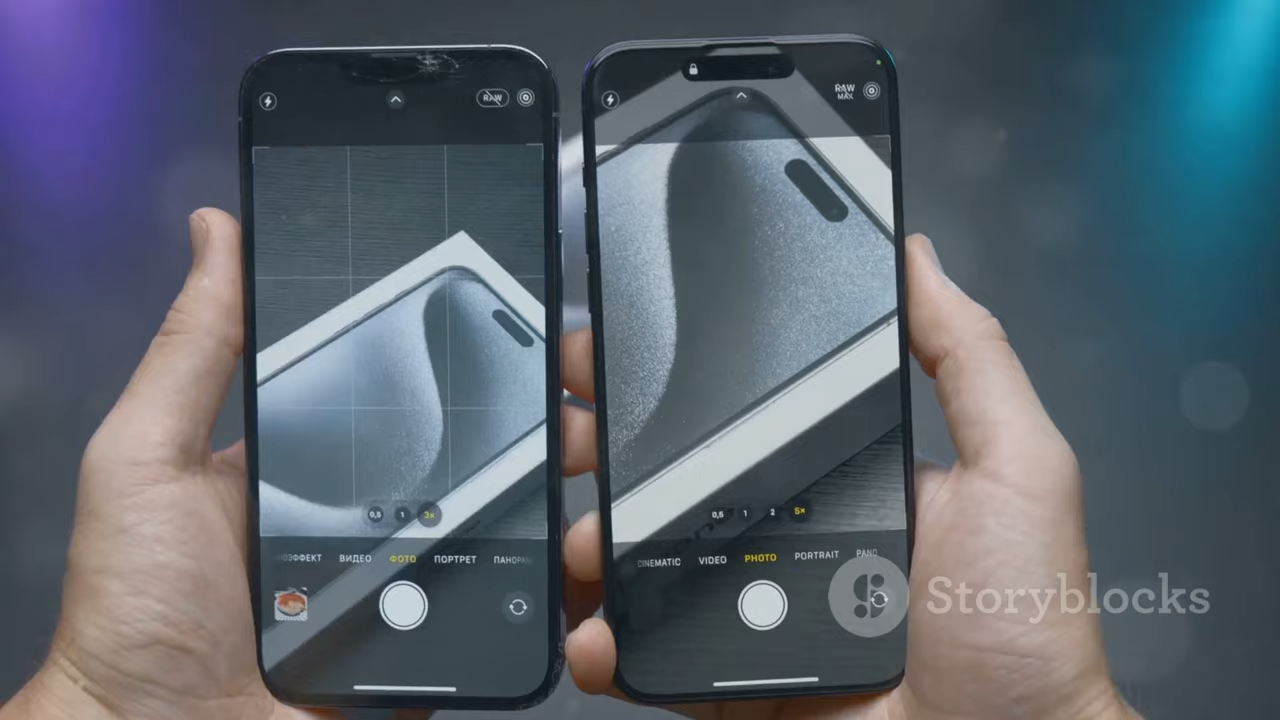 RAW
RAW
MAX
0,5 1 3×
0,5 1 2 5×
ВИДЕО ФОТО ПОРТРЕТ
CINEMATIC VIDEO PHOTO PORTRAIT PANO
Storyblocks